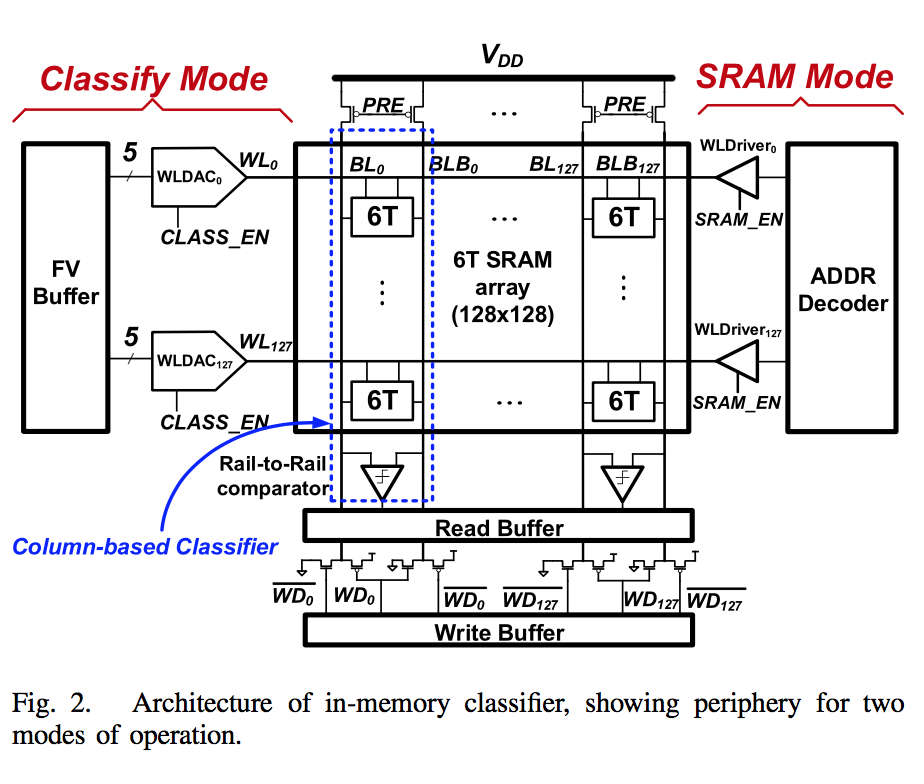 V_DD
Classify Mode
SRAM Mode
PRE ... PRE
5 WLDAC_0 WL_0 BL_0 BLB_0 BL_127 BLB_127 WLDriver_0
6T ... 6T
CLASS_EN
SRAM_EN
FV Buffer
6T SRAM array (128x128)
ADDR Decoder
5 WLDAC_127 WL_127 WLDriver_127
6T ... 6T
CLASS_EN
SRAM_EN
Rail-to-Rail comparator
Column-based Classifier
Read Buffer
WD_0 WD_0 WD_0 WD_127 WD_127 WD_127
Write Buffer
Fig. 2. Architecture of in-memory classifier, showing periphery for two
modes of operation.